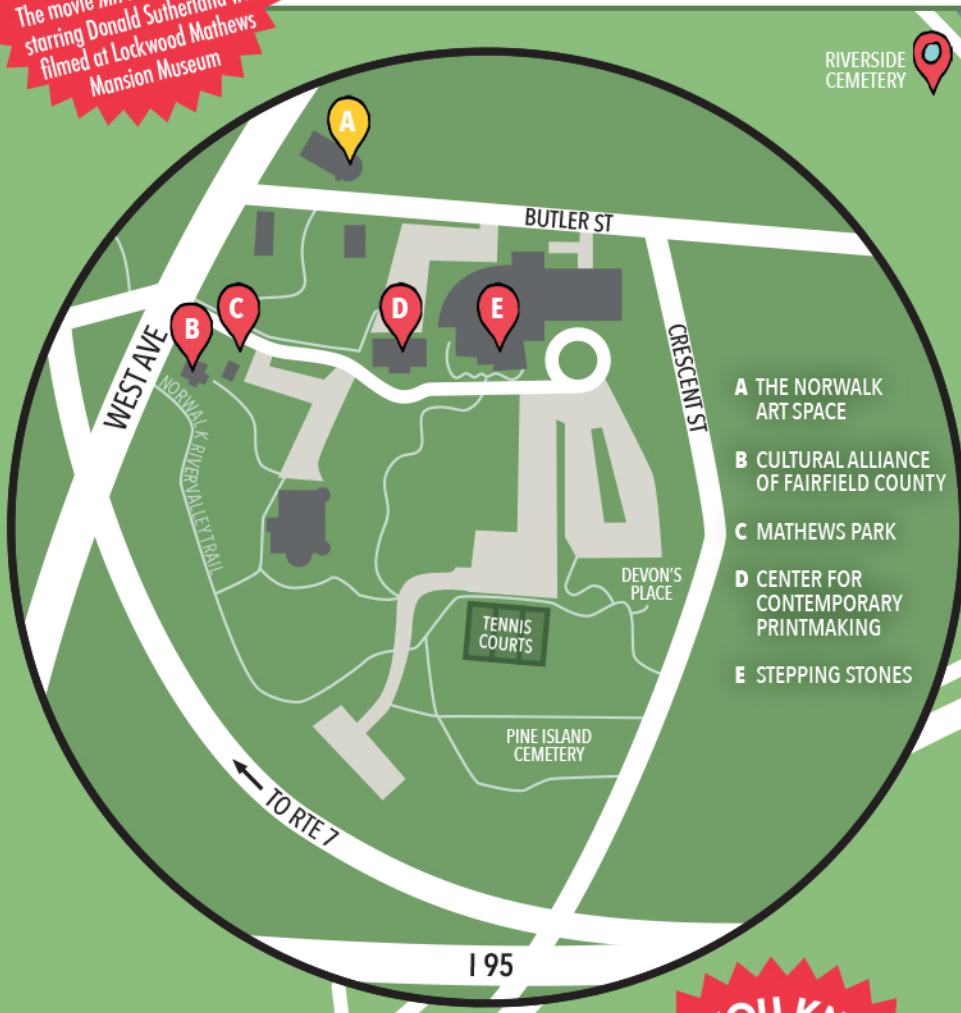 The movie
starring Donald Sutherland
filmed at Lockwood Mathews
Mansion Museum
RIVERSIDE
CEMETERY
A
BUTLER ST
B
C
D
E
WEST AVE
NORWALK RIVER VALLEY TRAIL
CRESCENT ST
A THE NORWALK
ART SPACE
B CULTURAL ALLIANCE
OF FAIRFIELD COUNTY
C MATHEWS PARK
D CENTER FOR
CONTEMPORARY
PRINTMAKING
E STEPPING STONES
DEVON'S
PLACE
TENNIS
COURTS
PINE ISLAND
CEMETERY
TO RTE 7
I 95